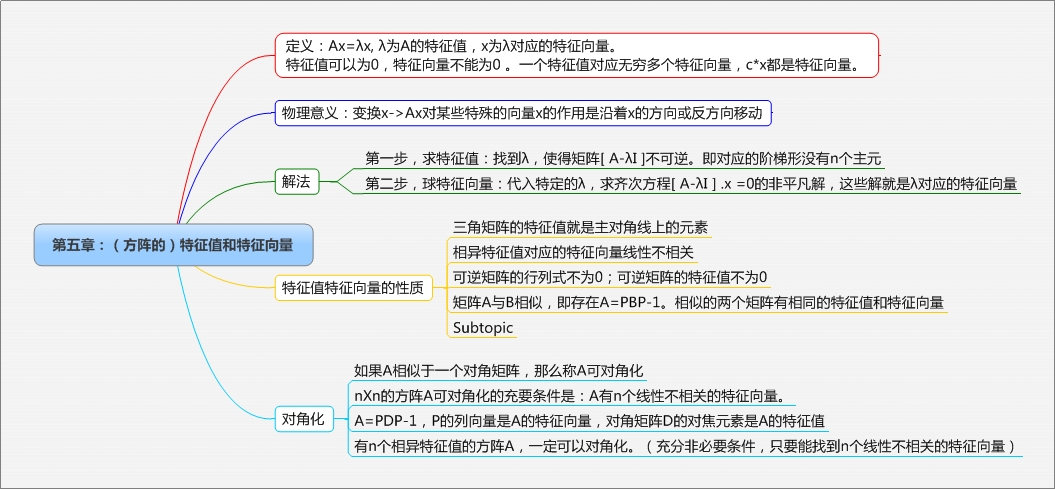 定义：Ax=λx, λ为A的特征值，x为λ对应的特征向量。
特征值可以为0，特征向量不能为0 。一个特征值对应无穷多个特征向量，c*x都是特征向量。
物理意义：变换x->Ax对某些特殊的向量x的作用是沿着x的方向或反方向移动
解法
第一步，求特征值：找到λ，使得矩阵[ A-λI ]不可逆。即对应的阶梯形没有n个主元
第二步，球特征向量：代入特定的λ，求齐次方程[ A-λI ] .x =0的非平凡解，这些解就是λ对应的特征向量
第五章：（ 方阵的 ）特征值和特征向量
特征值特征向量的性质
三角矩阵的特征值就是主对角线上的元素
相异特征值对应的特征向量线性不相关
可逆矩阵的行列式不为0；可逆矩阵的特征值不为0
矩阵A与B相似，即存在A=PBP-1。相似的两个矩阵有相同的特征值和特征向量
Subtopic
对角化
如果A相似于一个对角矩阵，那么称A可对角化
nXn的方阵A可对角化的充要条件是：A有n个线性不相关的特征向量。
A=PDP-1，P的列向量是A的特征向量，对角矩阵D的对焦元素是A的特征值
有n个相异特征值的方阵A，一定可以对角化。（ 充分非必要条件，只要能找到n个线性不相关的特征向量 ）